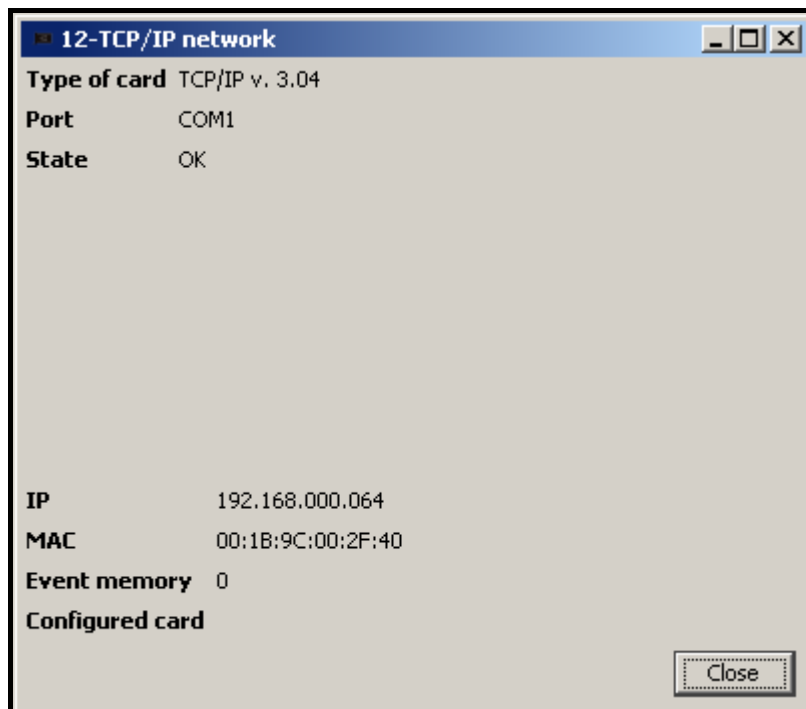 12-TCP/IP network
Type of card TCP/IP v. 3.04
Port COM1
State OK
IP 192.168.000.064
MAC 00:1B:9C:00:2F:40
Event memory 0
Configured card
Close